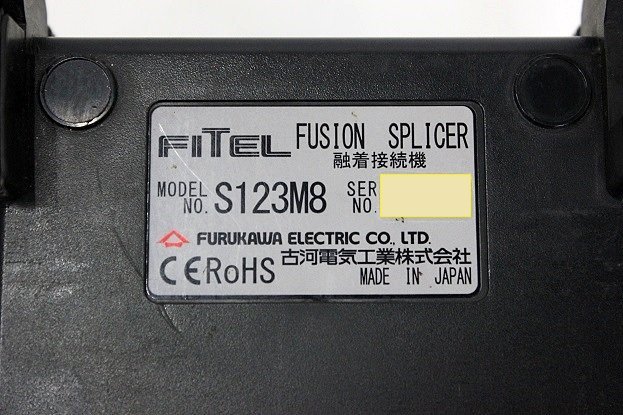 FITEL FUSION SPLICER
融着接続機
MODEL NO. S123M8 SER NO.
FURUKAWA ELECTRIC CO., LTD.
古河電気工業株式会社
CE RoHS MADE IN JAPAN